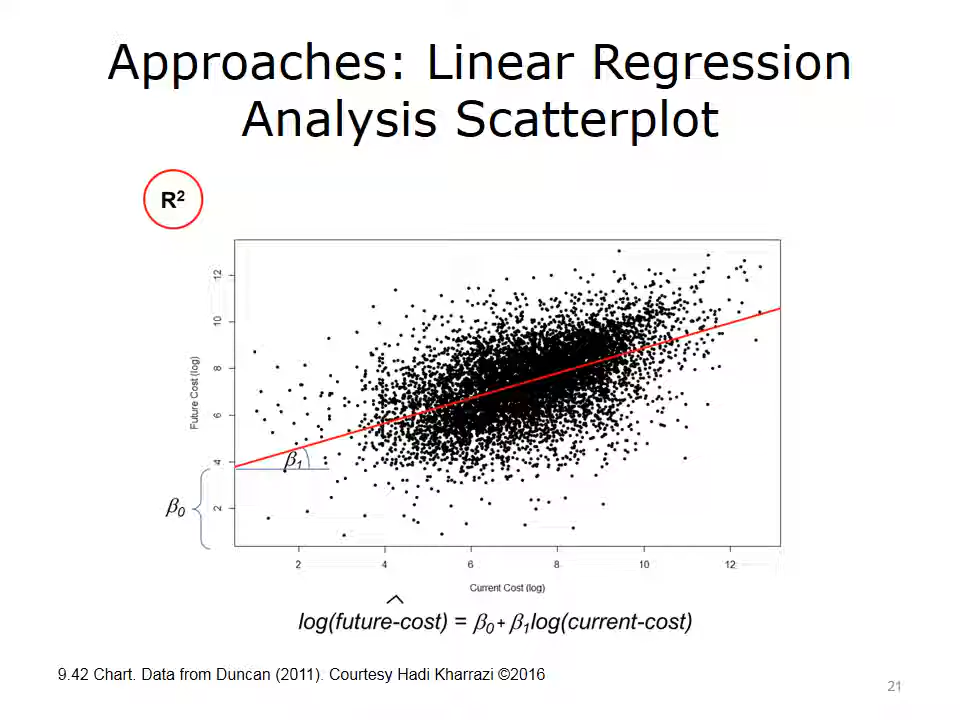 Approaches: Linear Regression
Analysis Scatterplot
R²
12
10
8
6
4
2
Future Cost (log)
β₁
β₀
2 4 6 8 10 12
Current Cost (log)
log(future-cost) = β₀ + β₁log(current-cost)
9.42 Chart. Data from Duncan (2011). Courtesy Hadi Kharrazi ©2016
21